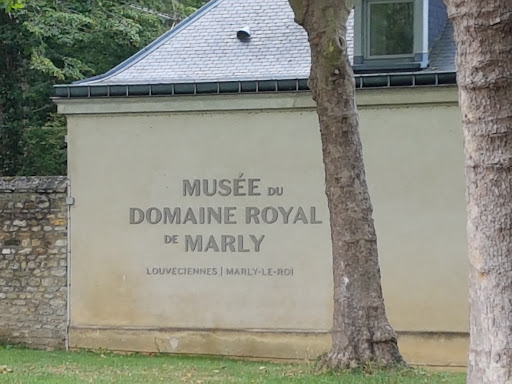 MUSÉE DU
DOMAINE ROYAL
DE MARLY
LOUVECIENNES | MARLY-LE-ROI